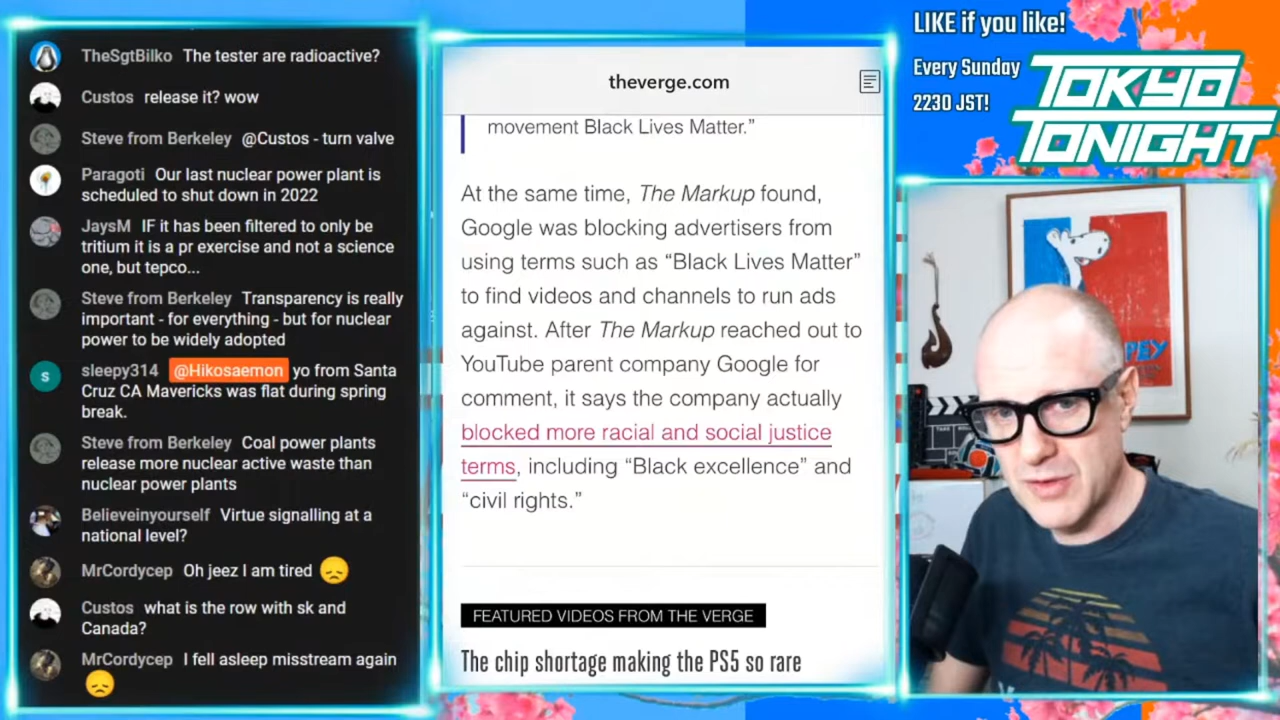 TheSgtBilko The tester are radioactive?
Custos release it? wow
Steve from Berkeley @Custos - turn valve
Paragoti Our last nuclear power plant is
scheduled to shut down in 2022
JaysM IF it has been filtered to only be
tritium it is a pr exercise and not a science
one, but tepco...
Steve from Berkeley Transparency is really
important - for everything - but for nuclear
power to be widely adopted
S
sleepy314 @Hikosaemon yo from Santa
Cruz CA Mavericks was flat during spring
break.
Steve from Berkeley Coal power plants
release more nuclear active waste than
nuclear power plants
Believeinyourself Virtue signalling at a
national level?
MrCordycep Oh jeez I am tired 😞
Custos what is the row with sk and
Canada?
MrCordycep I fell asleep misstream again
😞
theverge.com
movement Black Lives Matter.”
At the same time, The Markup found,
Google was blocking advertisers from
using terms such as “Black Lives Matter”
to find videos and channels to run ads
against. After The Markup reached out to
YouTube parent company Google for
comment, it says the company actually
blocked more racial and social justice
terms, including “Black excellence” and
“civil rights.”
FEATURED VIDEOS FROM THE VERGE
The chip shortage making the PS5 so rare
LIKE if you like!
Every Sunday
2230 JST!
TOKYO
TONIGHT